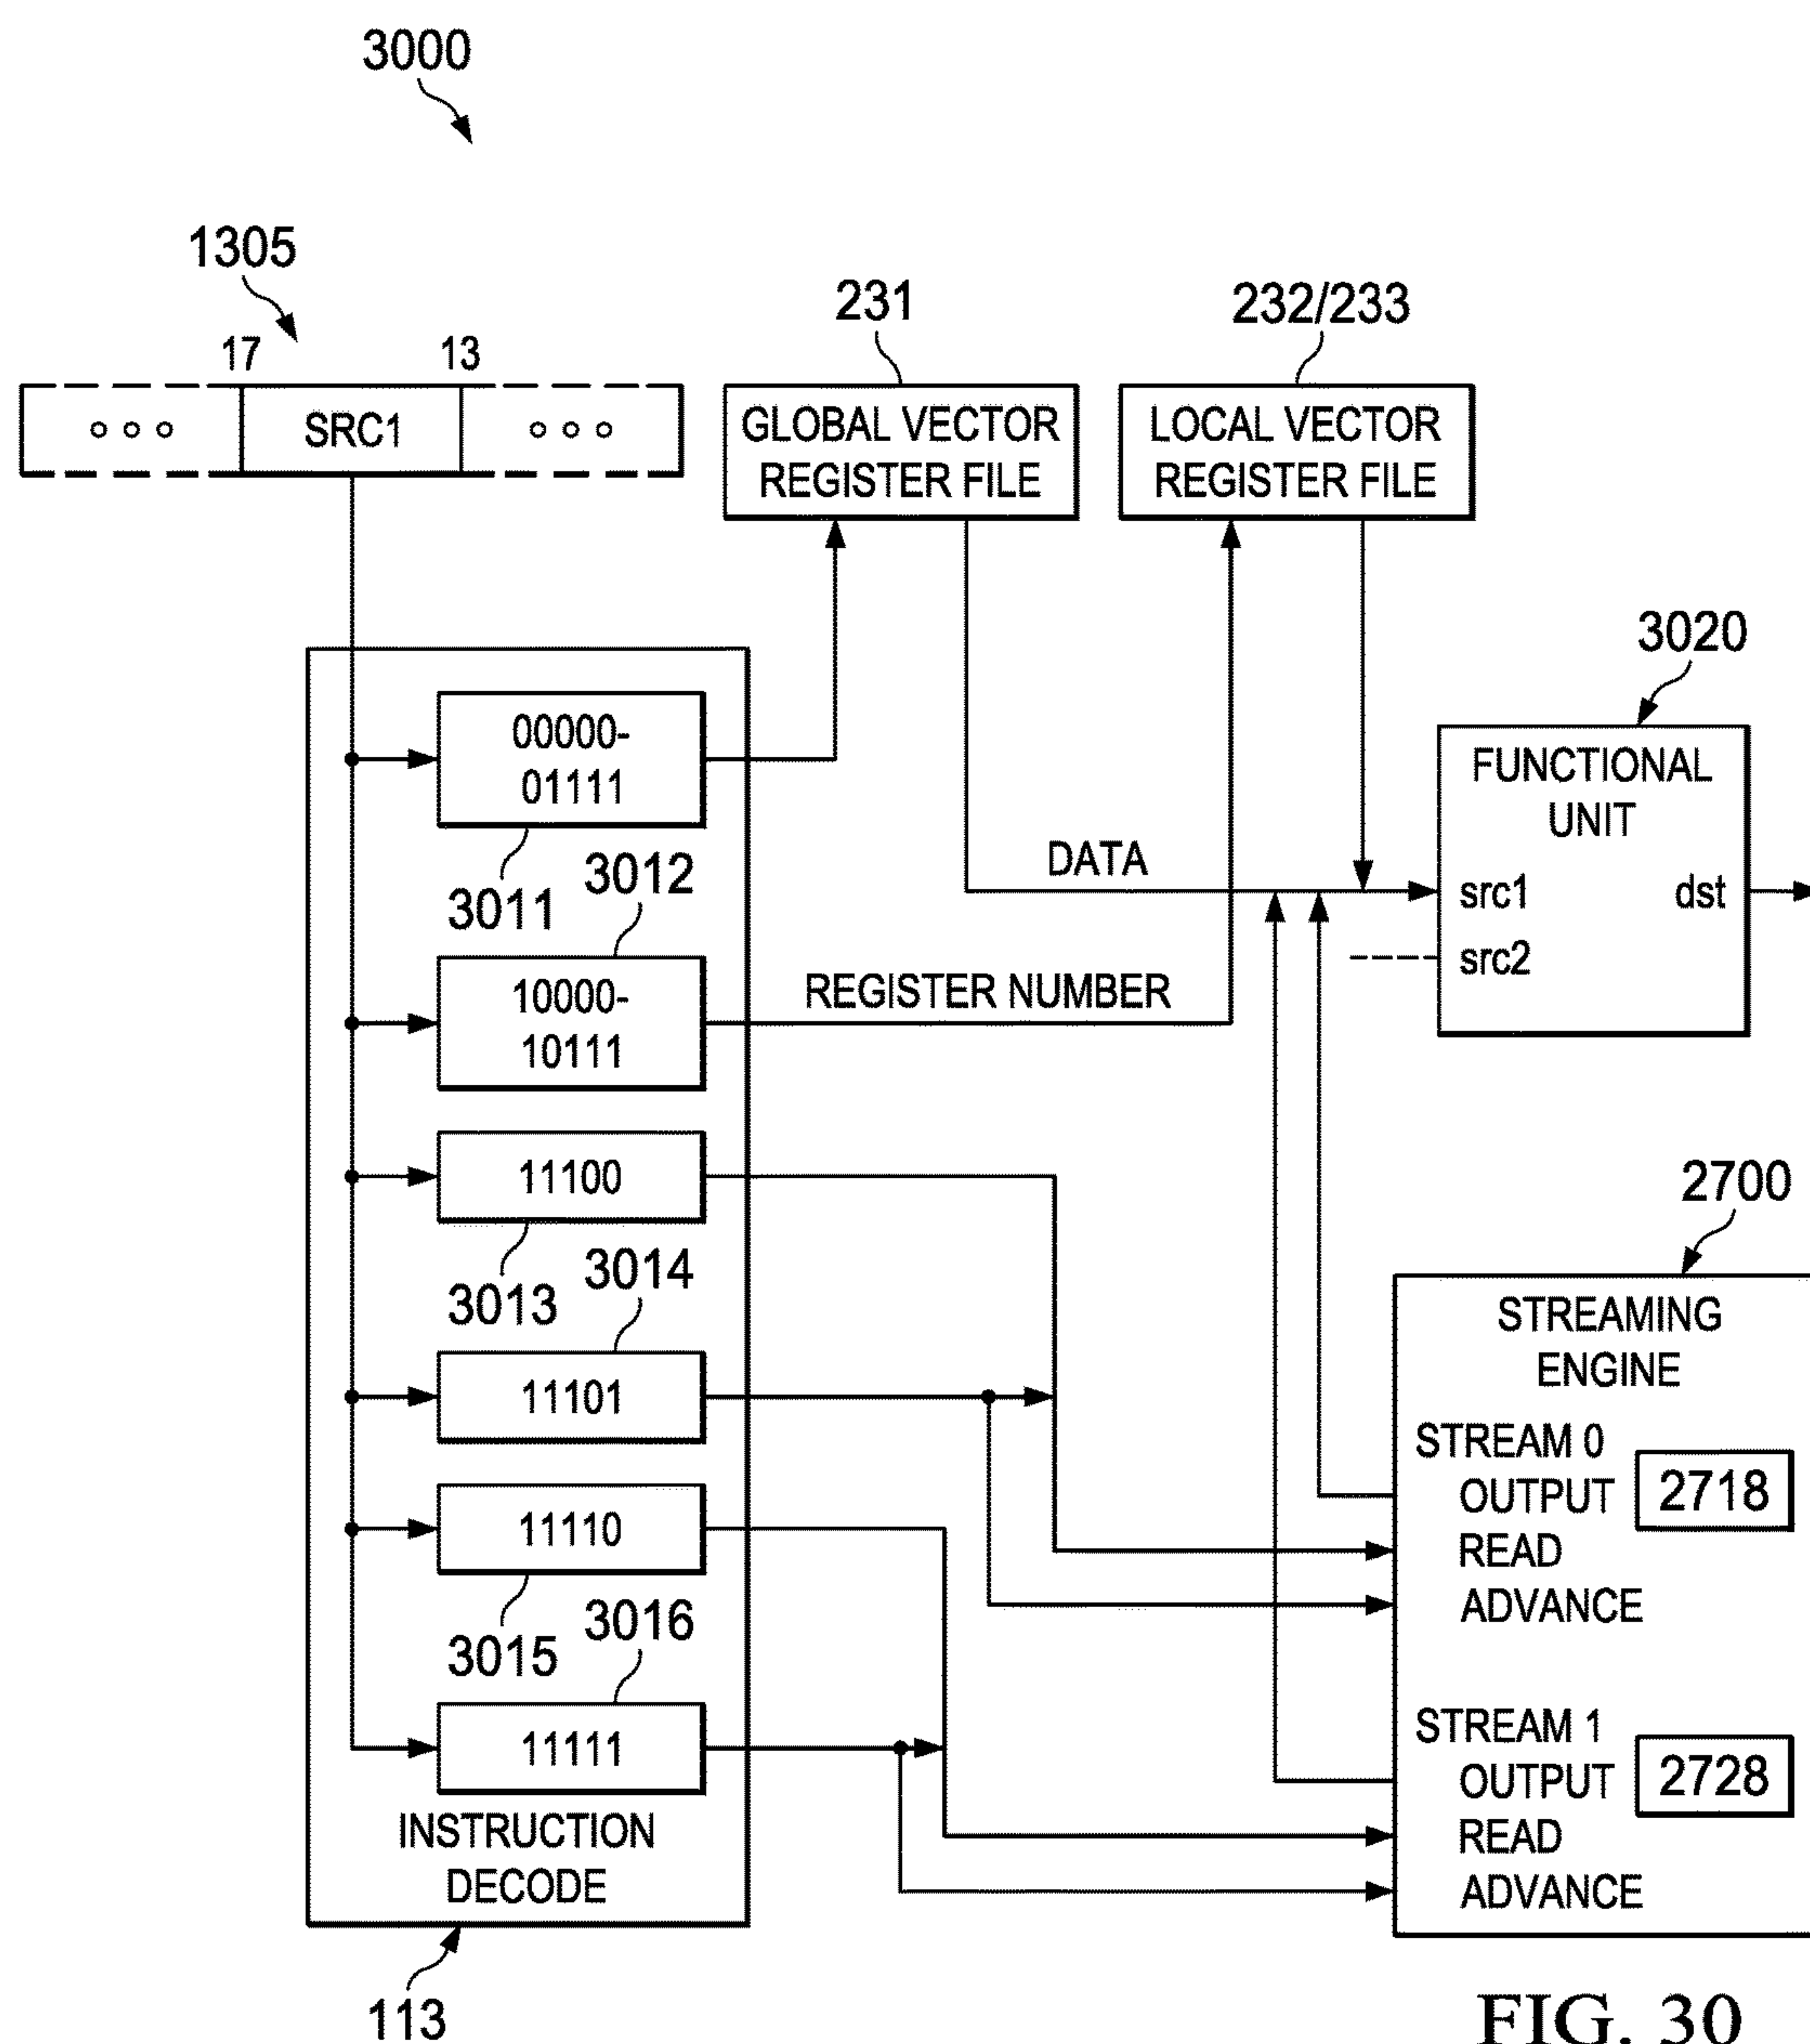 3000
1305
17
13
231
232/233
o o o
SRC1
o o o
GLOBAL VECTOR
REGISTER FILE
LOCAL VECTOR
REGISTER FILE
3020
00000-
01111
3011
FUNCTIONAL
UNIT
src1
dst
src2
DATA
3012
10000-
10111
REGISTER NUMBER
11100
3013
2700
3014
11101
STREAMING
ENGINE
STREAM 0
OUTPUT
2718
READ
ADVANCE
11110
3015
3016
11111
STREAM 1
OUTPUT
2728
READ
ADVANCE
INSTRUCTION
DECODE
113
FIG. 30